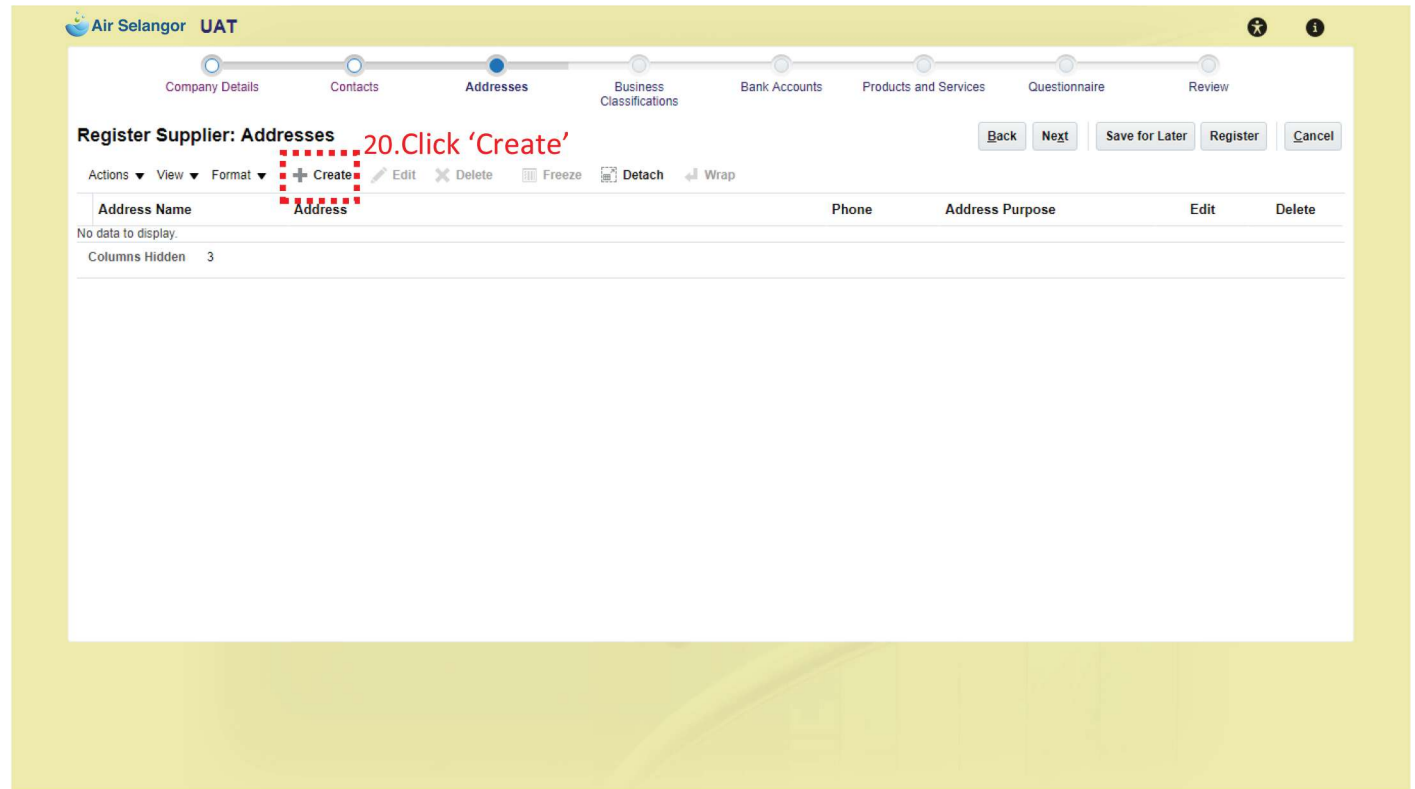 Air Selangor UAT
Company Details Contacts Addresses Business Classifications Bank Accounts Products and Services Questionnaire Review
Register Supplier: Addresses 20.Click ‘Create’ Back Next Save for Later Register Cancel
Actions View Format Create Edit Delete Freeze Detach Wrap
Address Name Address Phone Address Purpose Edit Delete
No data to display.
Columns Hidden 3